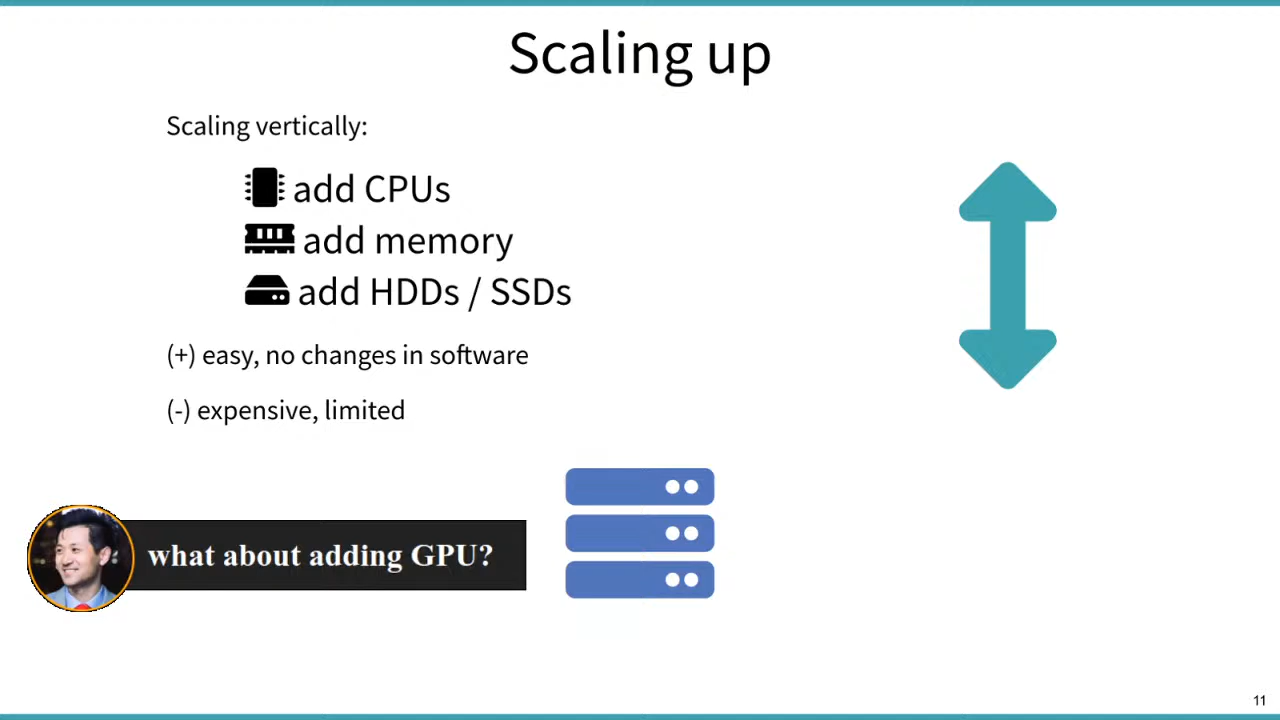 Scaling up
Scaling vertically:
add CPUs
add memory
add HDDs / SSDs
(+) easy, no changes in software
(-) expensive, limited
what about adding GPU?
11